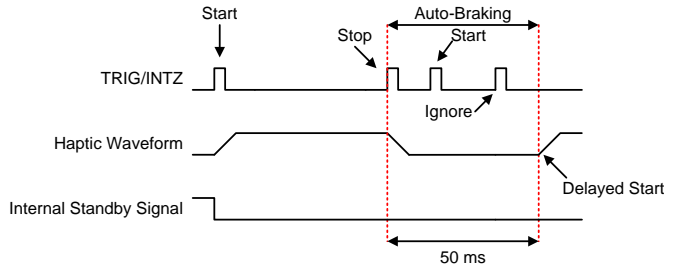 Start
Auto-Braking
Stop
Start
TRIG/INTZ
Ignore
Haptic Waveform
Delayed Start
Internal Standby Signal
50 ms